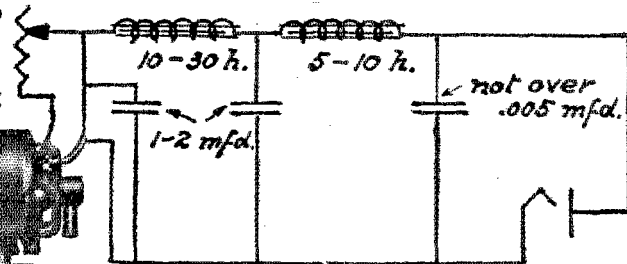 10-30 h.
5-10 h.
not over
.005 mfd.
1-2 mfd.